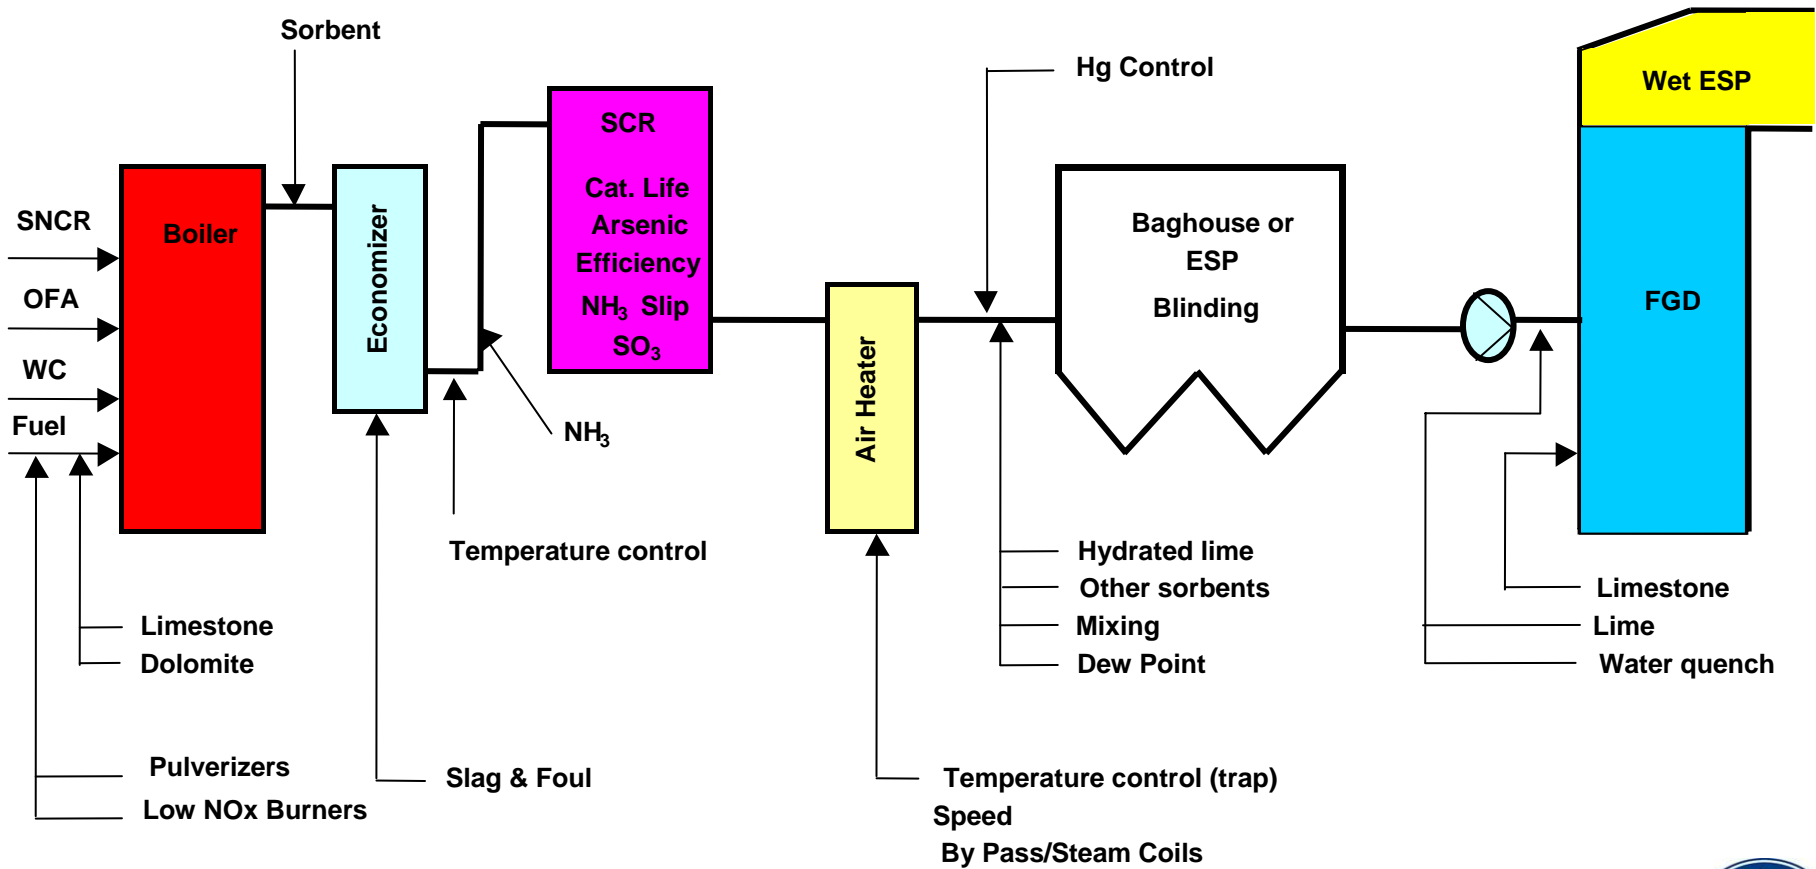 Sorbent
Hg Control
Wet ESP
SCR
Cat. Life
Arsenic
Efficiency
NH₃ Slip
SO₃
SNCR
Boiler
Economizer
OFA
WC
Fuel
NH₃
Temperature control
Air Heater
Baghouse or
ESP
Blinding
FGD
Limestone
Dolomite
Pulverizers
Low NOx Burners
Slag & Foul
Hydrated lime
Other sorbents
Mixing
Dew Point
Temperature control (trap)
Speed
By Pass/Steam Coils
Limestone
Lime
Water quench